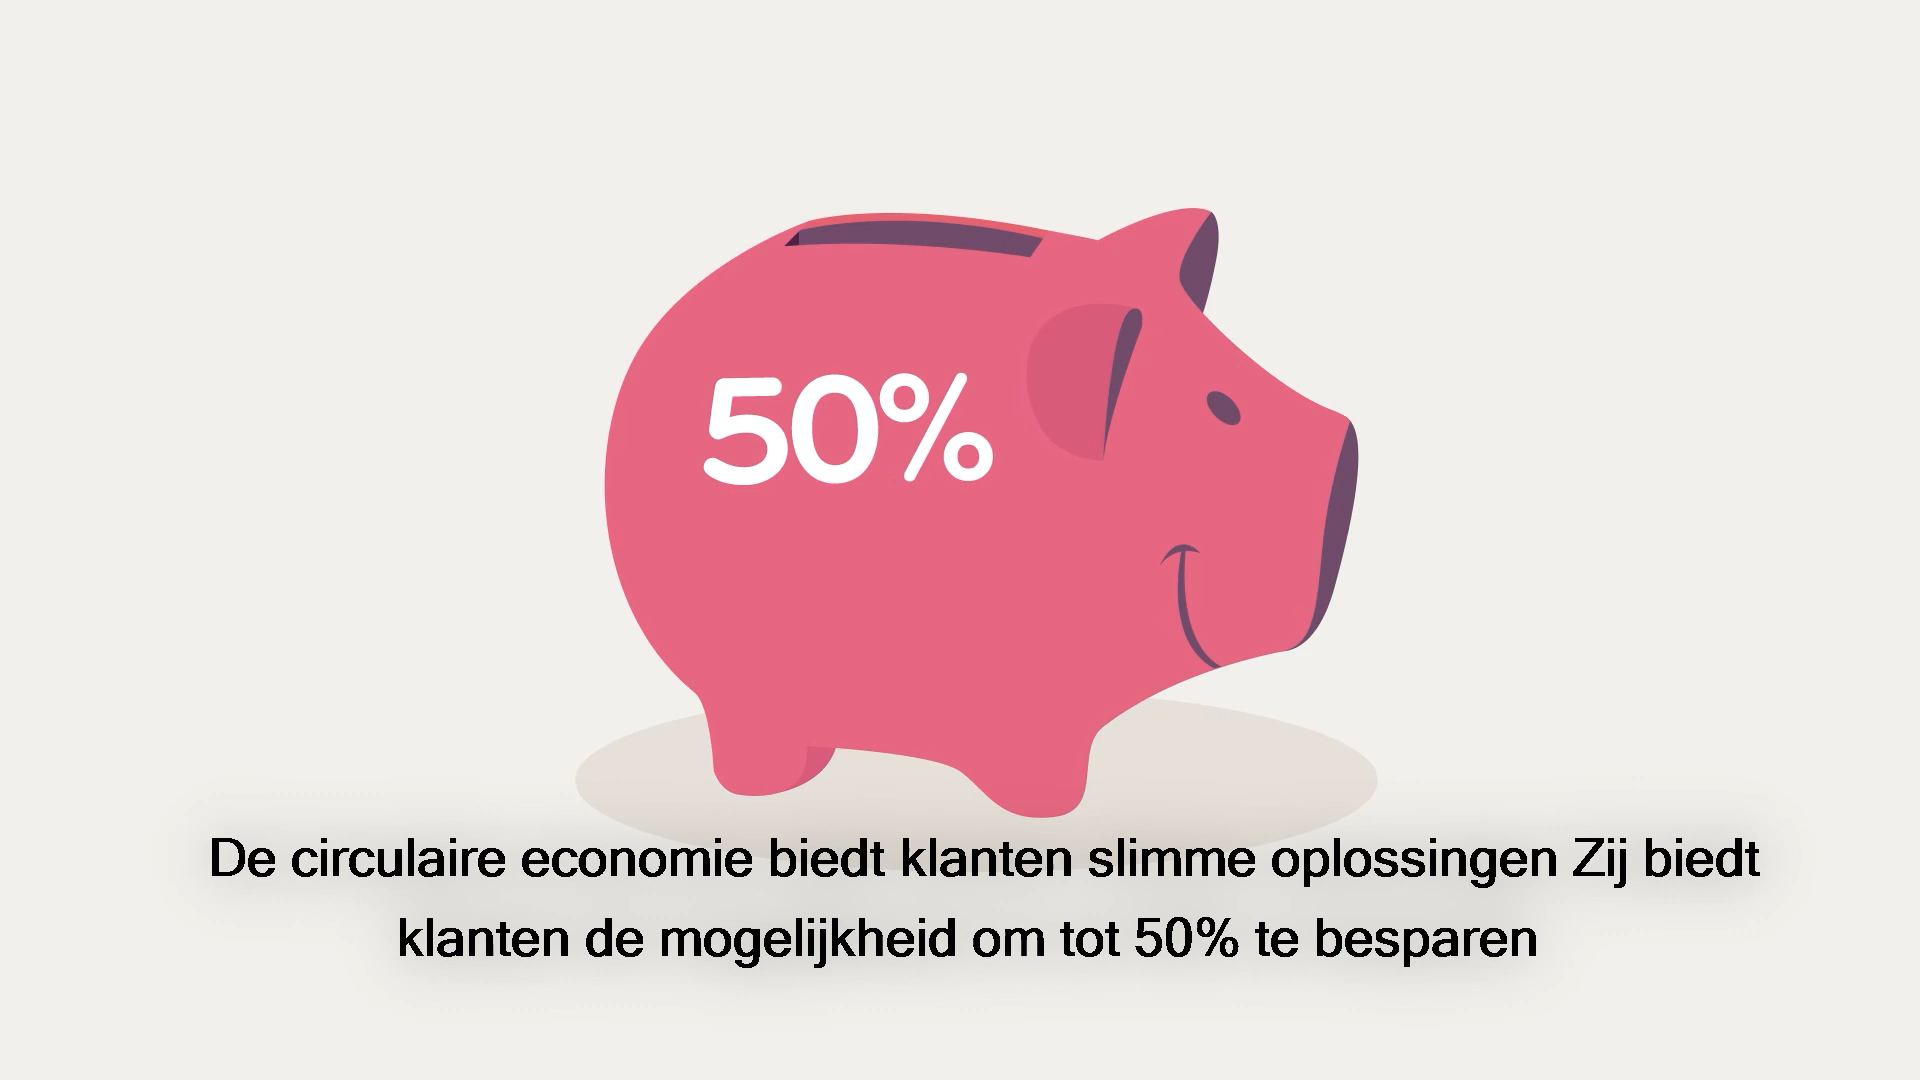 50%
De circulaire economie biedt klanten slimme oplossingen Zij biedt
klanten de mogelijkheid om tot 50% te besparen